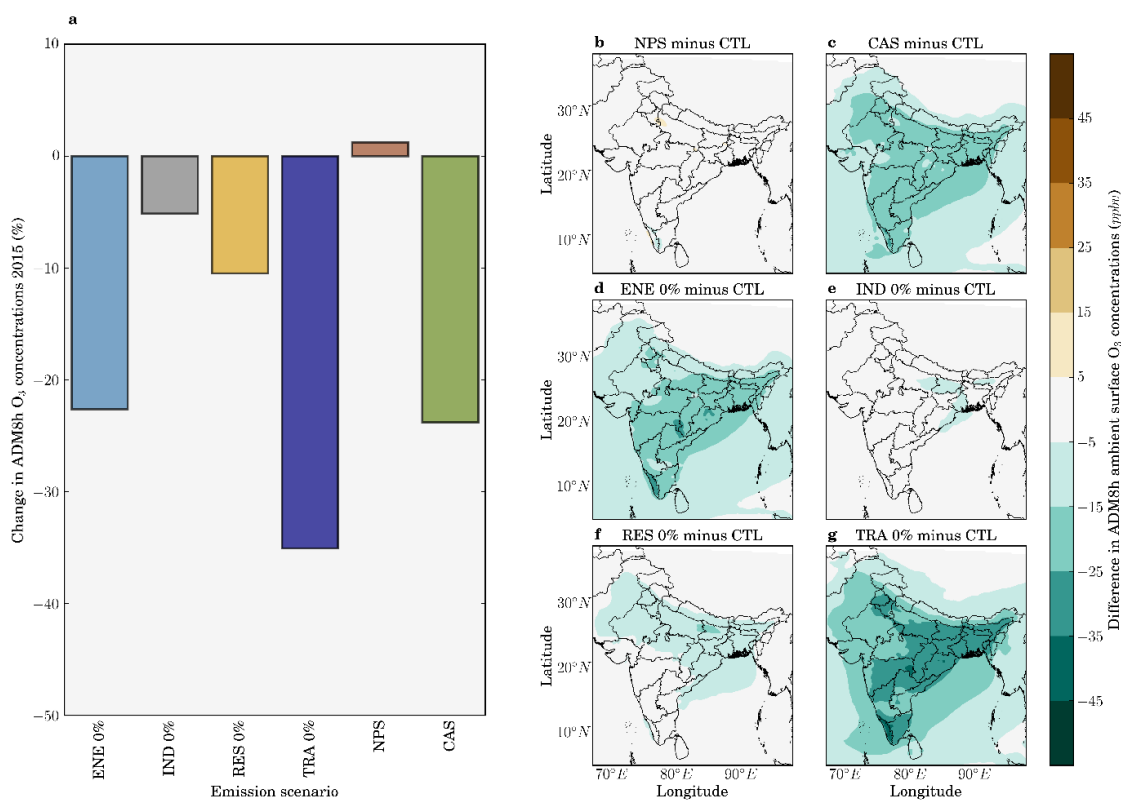 a
Change in ADM8h O₃ concentrations 2015 (%)
10
0
−10
−20
−30
−40
−50
ENE 0%
IND 0%
RES 0%
TRA 0%
NPS
CAS
Emission scenario
b NPS minus CTL
c CAS minus CTL
Latitude
30°N
20°N
10°N
d ENE 0% minus CTL
e IND 0% minus CTL
Latitude
30°N
20°N
10°N
f RES 0% minus CTL
g TRA 0% minus CTL
Latitude
30°N
20°N
10°N
70°E 80°E 90°E
Longitude
70°E 80°E 90°E
Longitude
45
35
25
15
5
−5
−15
−25
−35
−45
Difference in ADM8h ambient surface O₃ concentrations (ppbv)